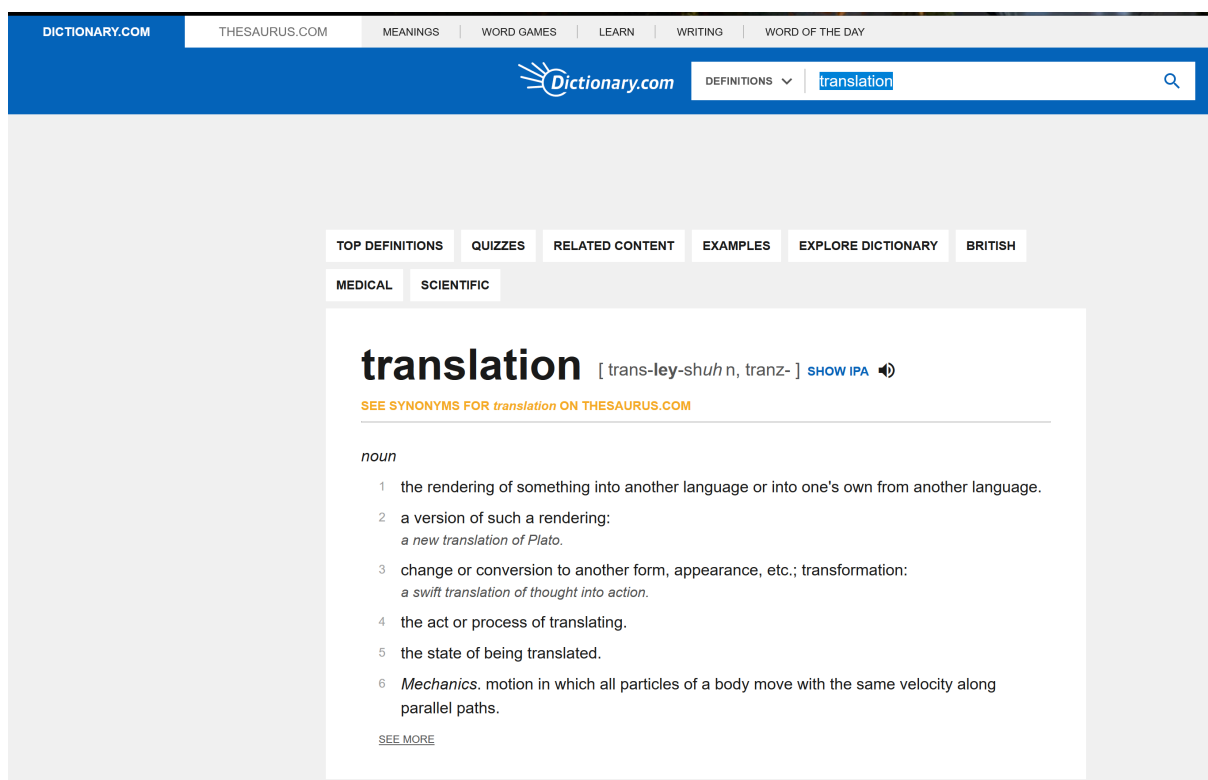 DICTIONARY.COM THESAURUS.COM MEANINGS WORD GAMES LEARN WRITING WORD OF THE DAY
Dictionary.com DEFINITIONS translation
TOP DEFINITIONS QUIZZES RELATED CONTENT EXAMPLES EXPLORE DICTIONARY BRITISH
MEDICAL SCIENTIFIC
translation [ trans-ley-shuh n, tranz- ] SHOW IPA
SEE SYNONYMS FOR translation ON THESAURUS.COM
noun
1 the rendering of something into another language or into one's own from another language.
2 a version of such a rendering:
a new translation of Plato.
3 change or conversion to another form, appearance, etc.; transformation:
a swift translation of thought into action.
4 the act or process of translating.
5 the state of being translated.
6 Mechanics. motion in which all particles of a body move with the same velocity along
parallel paths.
SEE MORE